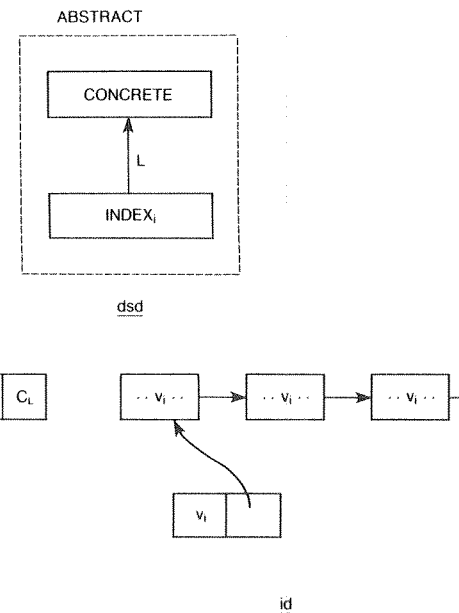 ABSTRACT
CONCRETE
L
INDEXi
dsd
CL
·· vi ·· ·· vi ·· ·· vi ··
vi
id